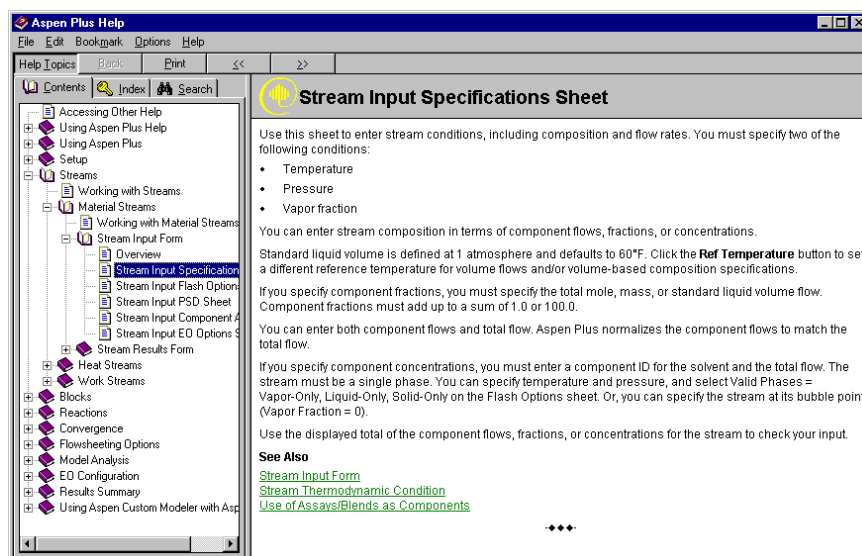 Aspen Plus Help
File Edit Bookmark Options Help
Help Topics Back Print << >>
Contents Index Search
Accessing Other Help
Using Aspen Plus Help
Using Aspen Plus
Setup
Streams
Working with Streams
Material Streams
Working with Material Streams
Stream Input Form
Overview
Stream Input Specification
Stream Input Flash Option
Stream Input PSD Sheet
Stream Input Component A
Stream Input EO Options S
Stream Results Form
Heat Streams
Work Streams
Blocks
Reactions
Convergence
Flowsheeting Options
Model Analysis
EO Configuration
Results Summary
Using Aspen Custom Modeler with Asp
Stream Input Specifications Sheet
Use this sheet to enter stream conditions, including composition and flow rates. You must specify two of the
following conditions:
• Temperature
• Pressure
• Vapor fraction
You can enter stream composition in terms of component flows, fractions, or concentrations.
Standard liquid volume is defined at 1 atmosphere and defaults to 60°F. Click the Ref Temperature button to set
a different reference temperature for volume flows and/or volume-based composition specifications.
If you specify component fractions, you must specify the total mole, mass, or standard liquid volume flow.
Component fractions must add up to a sum of 1.0 or 100.0.
You can enter both component flows and total flow. Aspen Plus normalizes the component flows to match the
total flow.
If you specify component concentrations, you must enter a component ID for the solvent and the total flow. The
stream must be a single phase. You can specify temperature and pressure, and select Valid Phases =
Vapor-Only, Liquid-Only, Solid-Only on the Flash Options sheet. Or, you can specify the stream at its bubble point
(Vapor Fraction = 0).
Use the displayed total of the component flows, fractions, or concentrations for the stream to check your input.
See Also
Stream Input Form
Stream Thermodynamic Condition
Use of Assays/Blends as Components